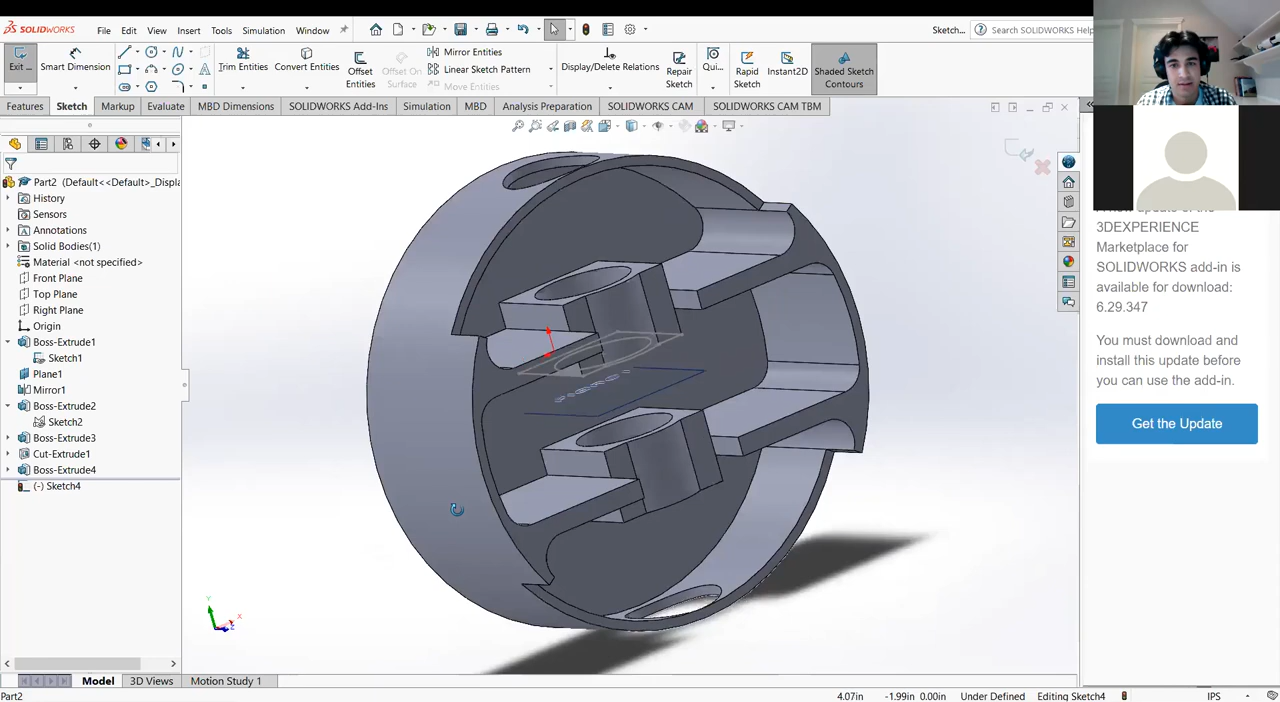 SOLIDWORKS File Edit View Insert Tools Simulation Window Sketch... Search SOLIDWORKS Help
Exit... Smart Dimension Trim Entities Convert Entities Offset Entities Offset On Surface Mirror Entities Linear Sketch Pattern Move Entities Display/Delete Relations Repair Sketch Qui... Rapid Sketch Instant2D Shaded Sketch Contours
Features Sketch Markup Evaluate MBD Dimensions SOLIDWORKS Add-Ins Simulation MBD Analysis Preparation SOLIDWORKS CAM SOLIDWORKS CAM TBM
Part2 (Default<<Default>_Displa
History
Sensors
Annotations
Solid Bodies(1)
Material <not specified>
Front Plane
Top Plane
Right Plane
Origin
Boss-Extrude1
Sketch1
Plane1
Mirror1
Boss-Extrude2
Sketch2
Boss-Extrude3
Cut-Extrude1
Boss-Extrude4
(-) Sketch4
Y
X
Z
3DEXPERIENCE
Marketplace for
SOLIDWORKS add-in is
available for download:
6.29.347
You must download and
install this update before
you can use the add-in.
Get the Update
Model 3D Views Motion Study 1
Part2 4.07in -1.99in 0.00in Under Defined Editing Sketch4 IPS